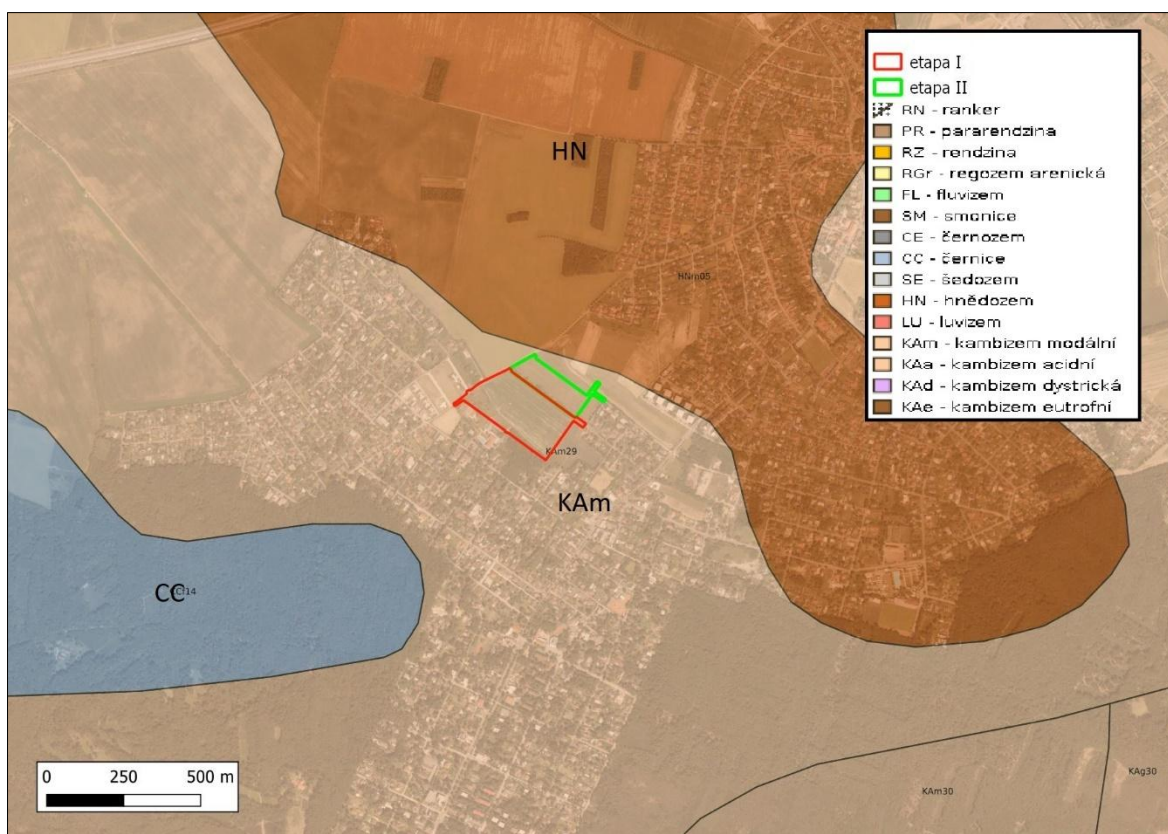 etapa I
etapa II
RN - ranker
PR - pararendzina
RZ - rendzina
RGr - regozem arenická
FL - fluvizem
SM - smonice
CE - černozem
CC - černice
SE - šedozem
HN - hnědozem
LU - luvizem
KAm - kambizem modální
KAa - kambizem acidní
KAd - kambizem dystrická
KAe - kambizem eutrofní
HN
HNm05
KAm29
KAm
CC
KAm30
KAg30
0 250 500 m